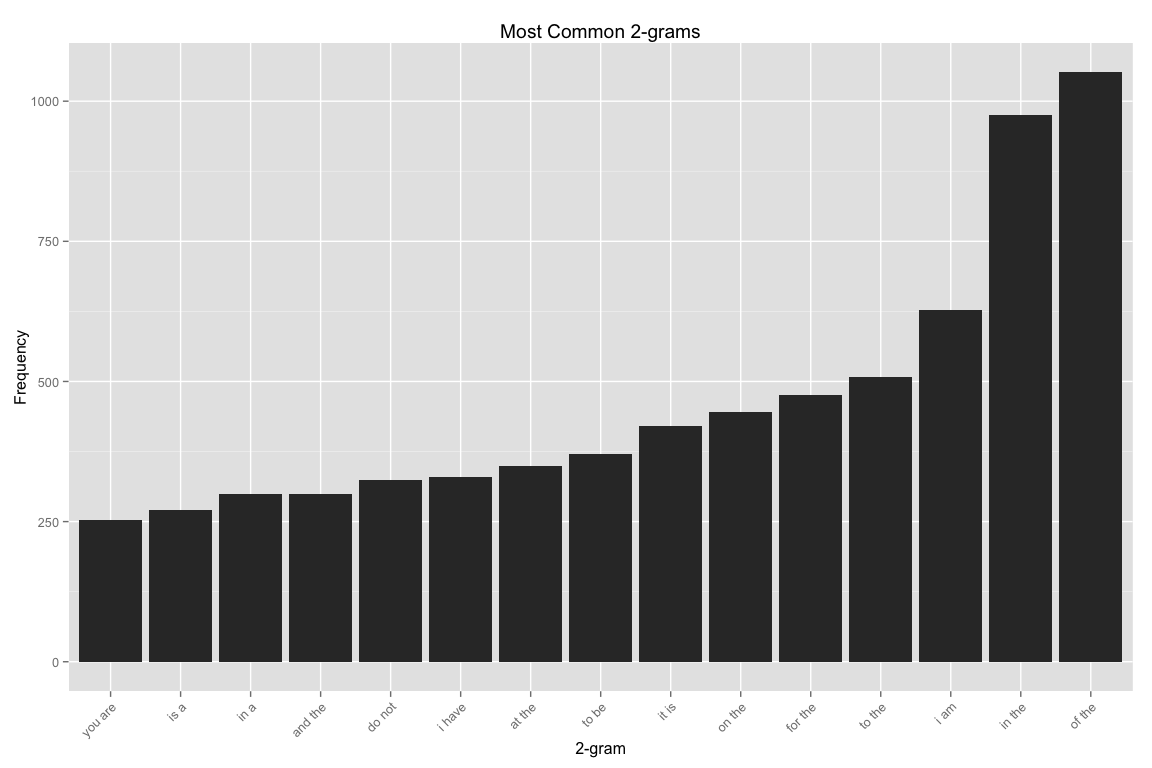 Most Common 2-grams
Frequency
1000
750
500
250
0
you are
is a
in a
and the
do not
i have
at the
to be
it is
on the
for the
to the
i am
in the
of the
2-gram